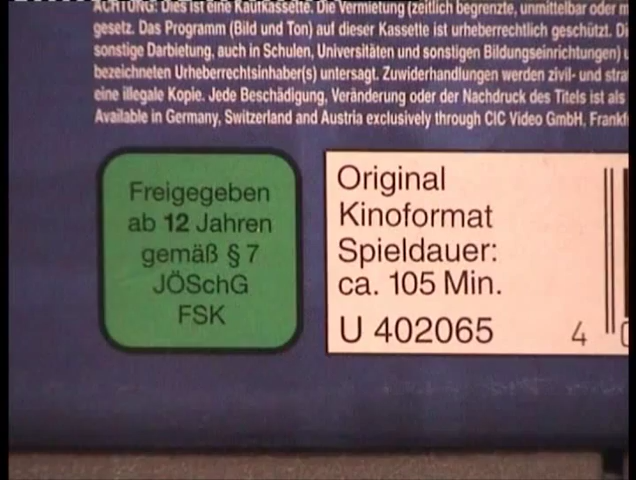 ACHTUNG: Dies ist eine Kaufkassette. Die Vermietung (zeitlich begrenzte, unmittelbar oder
gesetz. Das Programm (Bild und Ton) auf dieser Kassette ist urheberrechtlich geschützt.
sonstige Darbietung, auch in Schulen, Universitäten und sonstigen Bildungseinrichtungen)
bezeichneten Urheberrechtsinhaber(s) untersagt. Zuwiderhandlungen werden zivil- und
eine illegale Kopie. Jede Beschädigung, Veränderung oder der Nachdruck des Titels ist als
Available in Germany, Switzerland and Austria exclusively through CIC Video GmbH,
Freigegeben
ab 12 Jahren
gemäß § 7
JÖSchG
FSK
Original
Kinoformat
Spieldauer:
ca. 105 Min.
U 402065
4